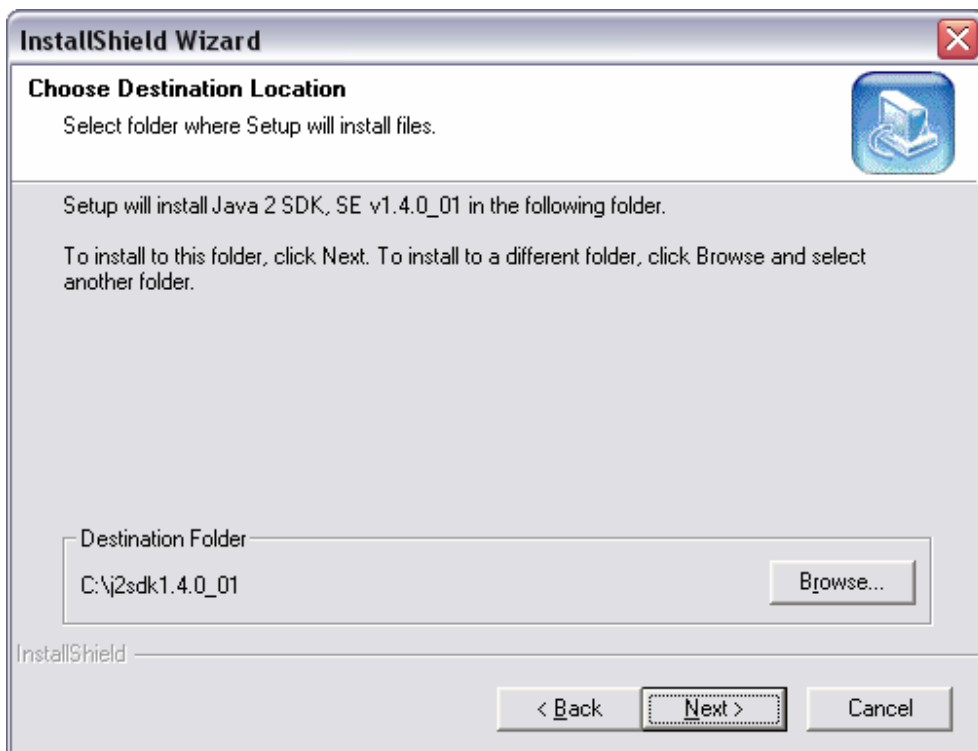 InstallShield Wizard
Choose Destination Location
Select folder where Setup will install files.
Setup will install Java 2 SDK, SE v1.4.0_01 in the following folder.
To install to this folder, click Next. To install to a different folder, click Browse and select
another folder.
Destination Folder
C:\j2sdk1.4.0_01
Browse...
InstallShield
< Back
Next >
Cancel